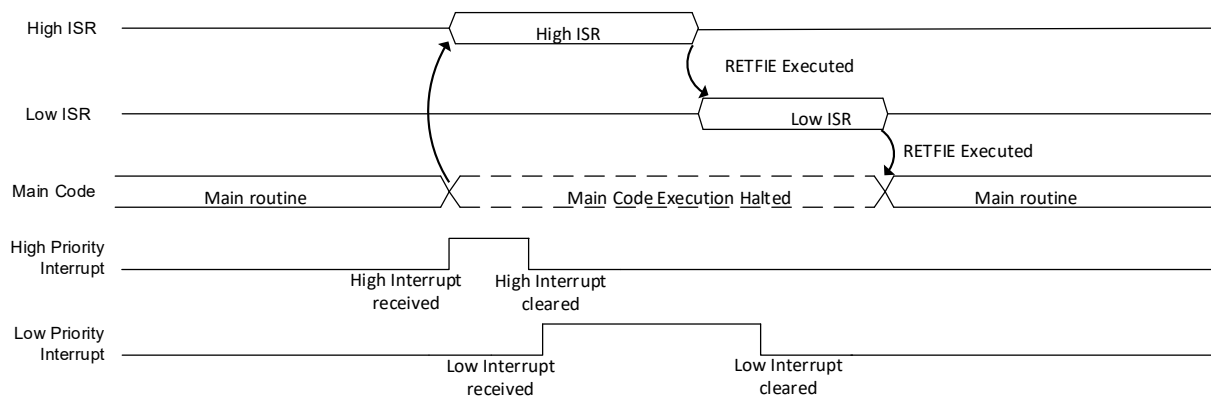 High ISR
High ISR
RETFIE Executed
Low ISR
Low ISR
RETFIE Executed
Main Code
Main routine
Main Code Execution Halted
Main routine
High Priority
Interrupt
High Interrupt
received
High Interrupt
cleared
Low Priority
Interrupt
Low Interrupt
received
Low Interrupt
cleared